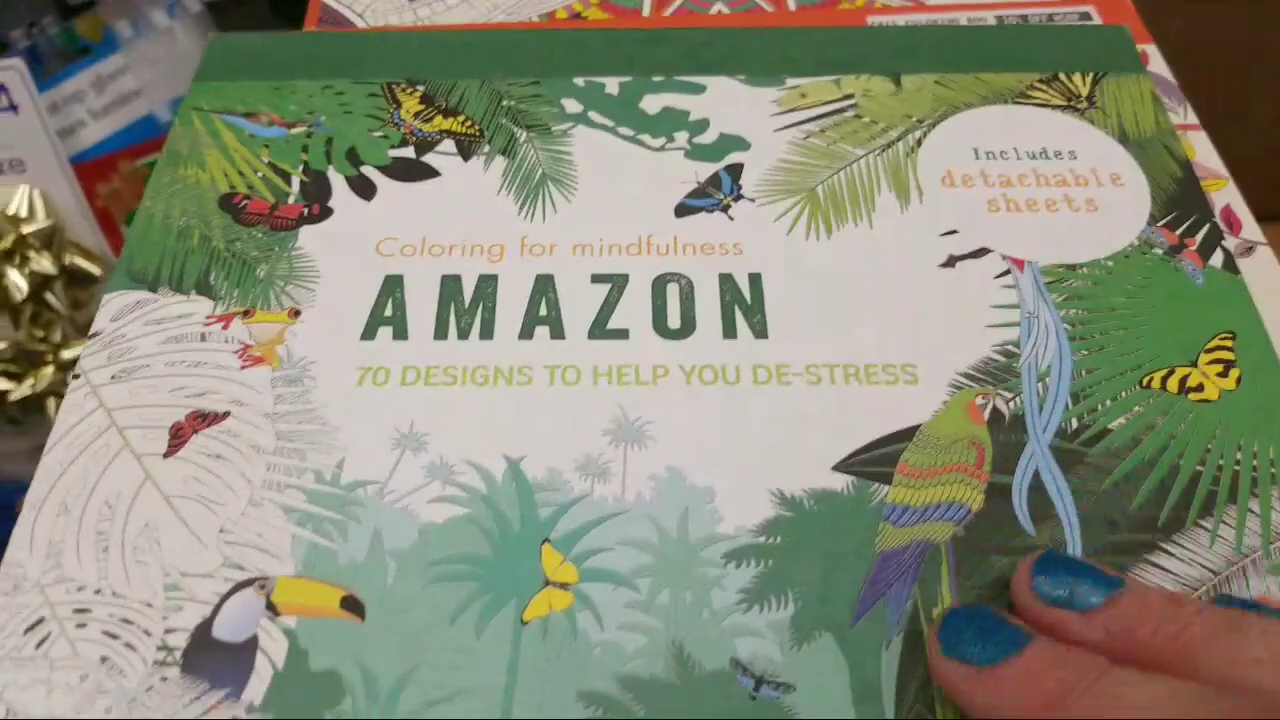 Includes
detachable
sheets
Coloring for mindfulness
AMAZON
70 DESIGNS TO HELP YOU DE-STRESS